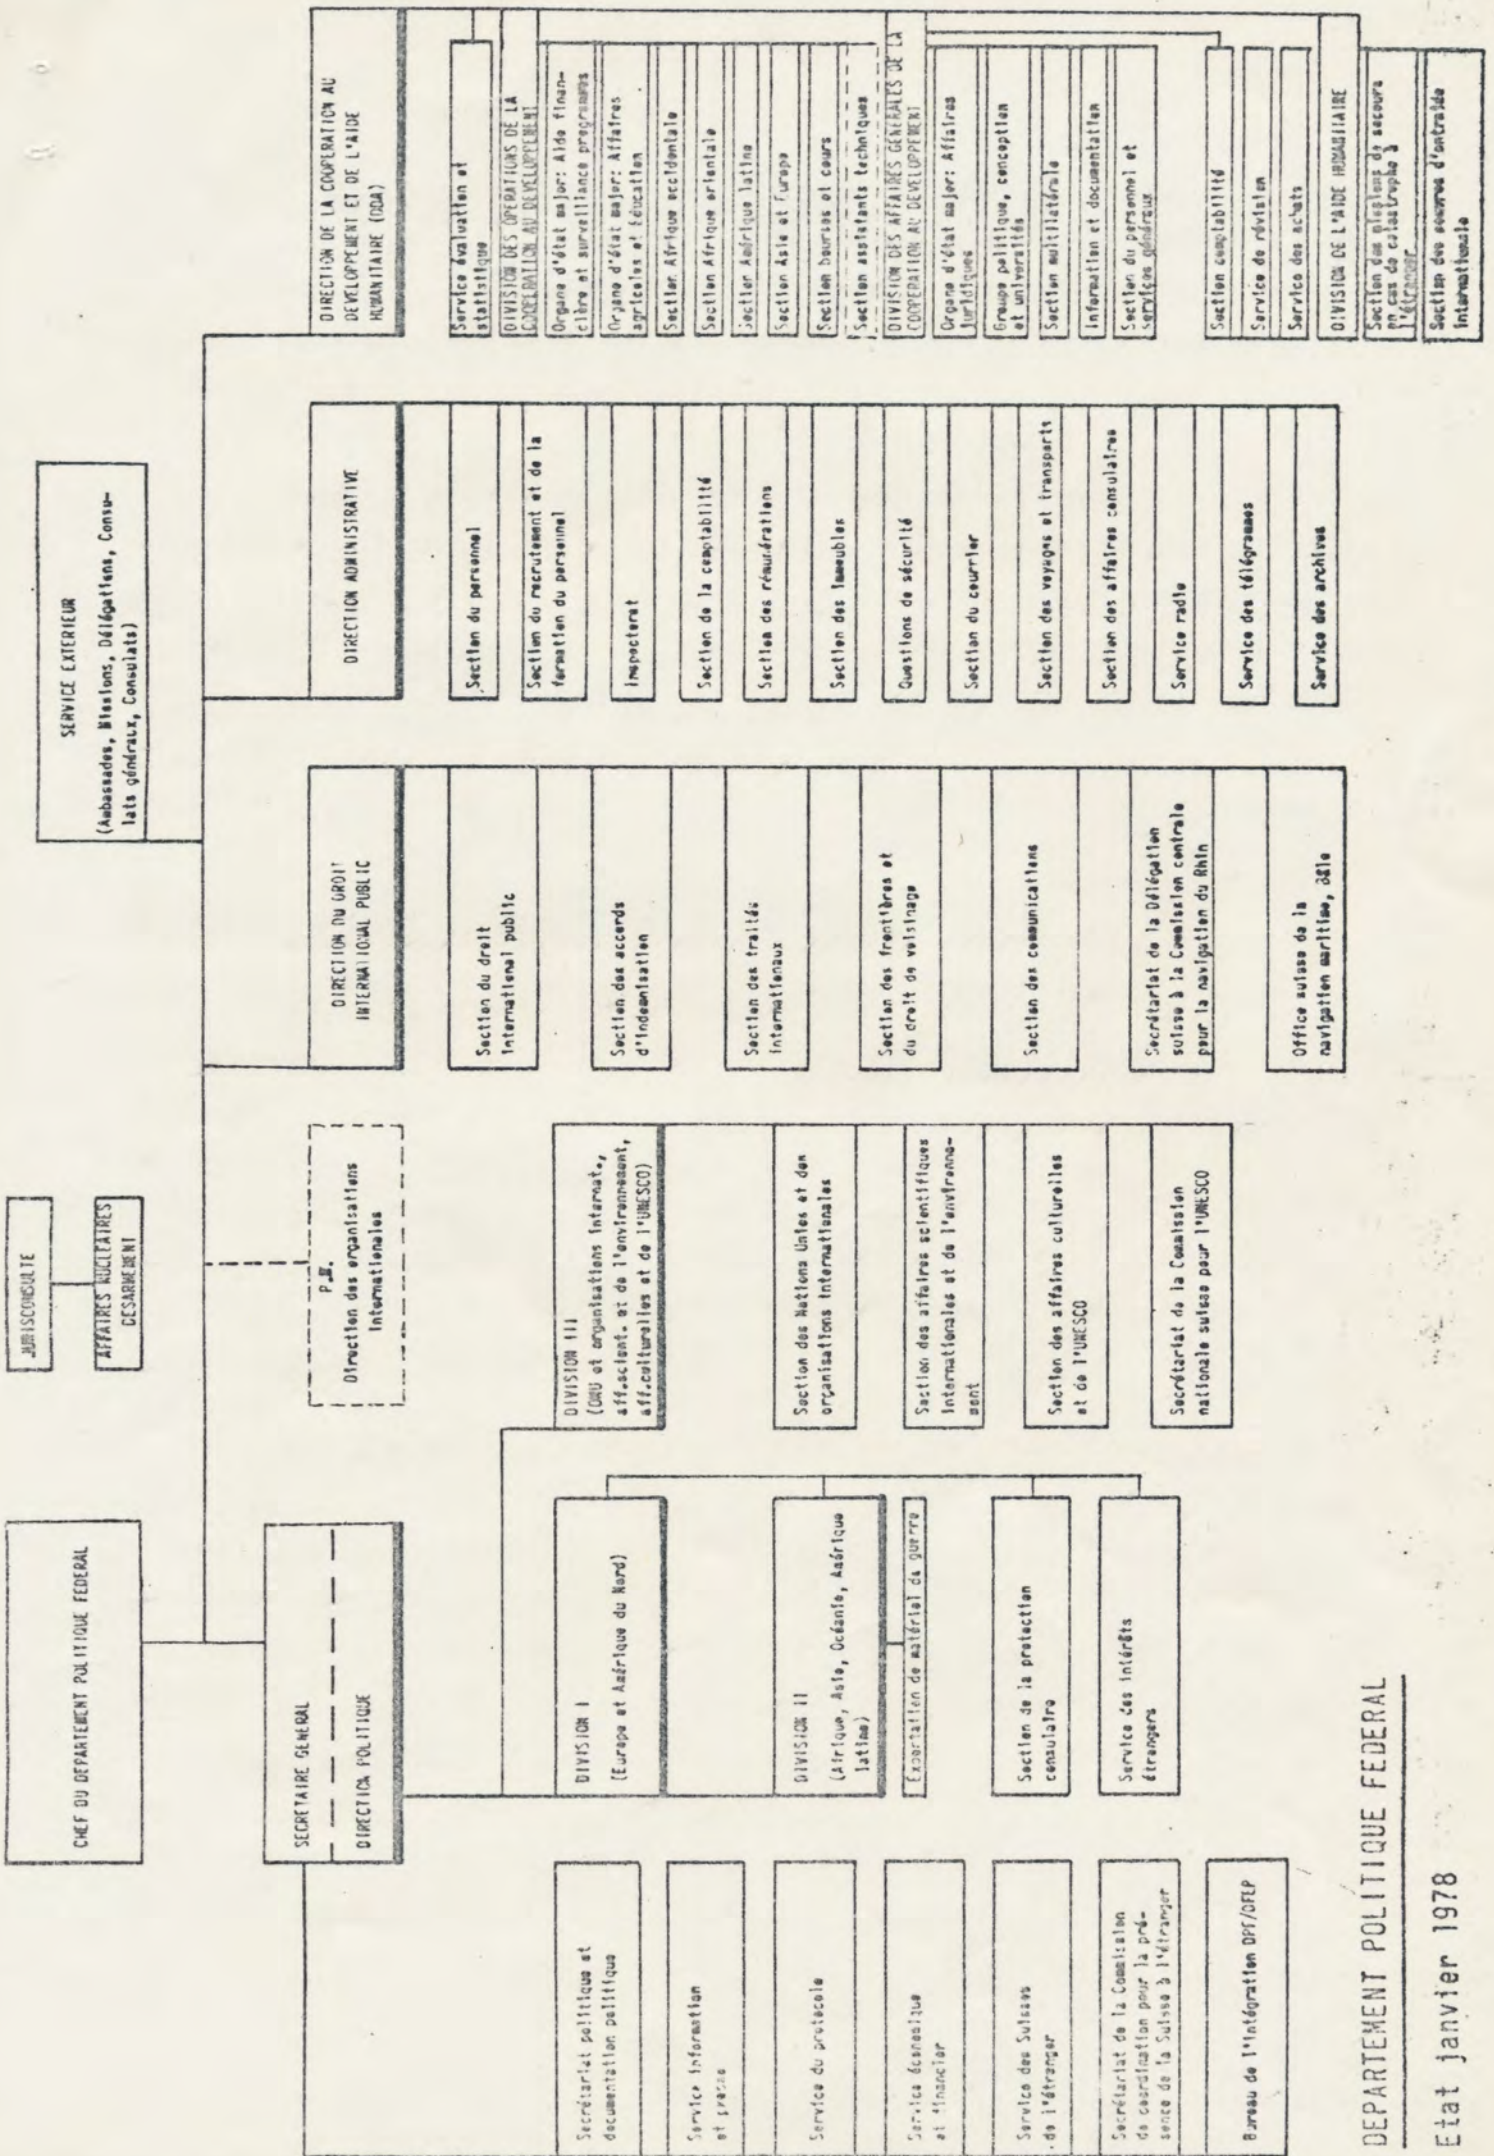 CHEF DU DEPARTEMENT POLITIQUE FEDERAL
JURISCONSULTE
AFFAIRES NUCLEAIRES
DESARMEMENT
SERVICE EXTERIEUR
(Ambassades, Missions, Délégations, Consu-
lats généraux, Consulats)
SECRETAIRE GENERAL
DIRECTION POLITIQUE
P.M.
Direction des organisations
Internationales
DIRECTION DU DROIT
INTERNATIONAL PUBLIC
DIRECTION ADMINISTRATIVE
DIRECTION DE LA COOPERATION AU
DEVELOPPEMENT ET DE L'AIDE
HUMANITAIRE (DDA)
Secrétariat politique et
documentation politique
Service information
et presse
Service du protocole
Service économique
et financier
Service des Suisses
de l'étranger
Secrétariat de la Commission
de coordination pour la pré-
sence de la Suisse à l'étranger
Bureau de l'Intégration DPF/DFEP
DIVISION I
(Europe et Amérique du Nord)
DIVISION II
(Afrique, Asie, Océanie, Amérique
latine)
Exportation de matériel de guerre
Section de la protection
consulaire
Service des intérêts
étrangers
DIVISION III
(ONU et organisations internat.,
aff.scient. et de l'environnement,
aff.culturelles et de l'UNESCO)
Section des Nations Unies et des
organisations internationales
Section des affaires scientifiques
internationales et de l'environne-
ment
Section des affaires culturelles
et de l'UNESCO
Secrétariat de la Commission
nationale suisse pour l'UNESCO
Section du droit
international public
Section des accords
d'indemnisation
Section des traités
internationaux
Section des frontières et
du droit de voisinage
Section des communications
Secrétariat de la Délégation
suisse à la Commission centrale
pour la navigation du Rhin
Office suisse de la
navigation maritime, Bâle
Section du personnel
Section du recrutement et de la
formation du personnel
Inspectorat
Section de la comptabilité
Section des rémunérations
Section des immeubles
Questions de sécurité
Section du courrier
Section des voyages et transports
Section des affaires consulaires
Service radio
Service des télégrammes
Service des archives
Service évaluation et
statistique
DIVISION DES OPERATIONS DE LA
COOPERATION AU DEVELOPPEMENT
Organe d'état major: Aide finan-
cière et surveillance programmes
Organe d'état major: Affaires
agricoles et Education
Section Afrique occidentale
Section Afrique orientale
Section Amérique latine
Section Asie et Europe
Section bourses et cours
Section assistants techniques
DIVISION DES AFFAIRES GENERALES DE LA
COOPERATION AU DEVELOPPEMENT
Organe d'état major: Affaires
juridiques
Groupe politique, conception
et universités
Section multilatérale
Information et documentation
Section du personnel et
services généraux
Section comptabilité
Service de révision
Service des achats
DIVISION DE L'AIDE HUMANITAIRE
Section des missions de secours
en cas de catastrophe à
l'étranger
Section des oeuvres d'entraide
internationale
DEPARTEMENT POLITIQUE FEDERAL
Etat janvier 1978